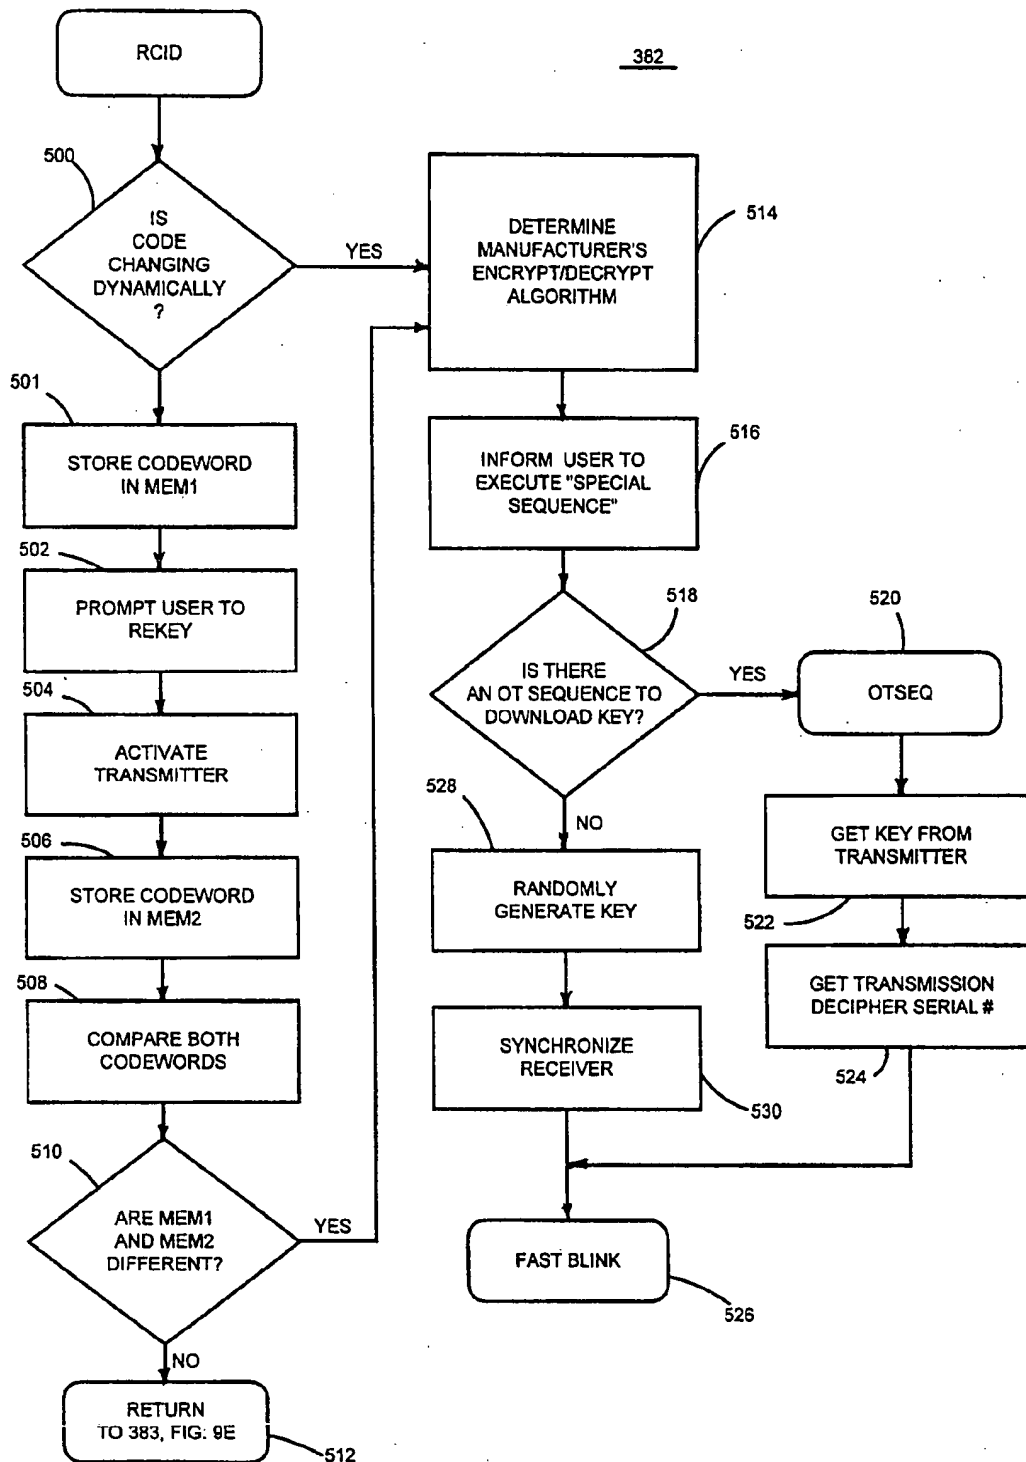 RCID
382
500
IS
CODE
CHANGING
DYNAMICALLY
?
YES
501
STORE CODEWORD
IN MEM1
502
PROMPT USER TO
REKEY
504
ACTIVATE
TRANSMITTER
506
STORE CODEWORD
IN MEM2
508
COMPARE BOTH
CODEWORDS
510
ARE MEM1
AND MEM2
DIFFERENT?
YES
NO
RETURN
TO 383, FIG: 9E
512
DETERMINE
MANUFACTURER'S
ENCRYPT/DECRYPT
ALGORITHM
514
INFORM USER TO
EXECUTE "SPECIAL
SEQUENCE"
516
IS THERE
AN OT SEQUENCE TO
DOWNLOAD KEY?
518
YES
NO
520
OTSEQ
GET KEY FROM
TRANSMITTER
522
GET TRANSMISSION
DECIPHER SERIAL #
524
528
RANDOMLY
GENERATE KEY
SYNCHRONIZE
RECEIVER
530
FAST BLINK
526